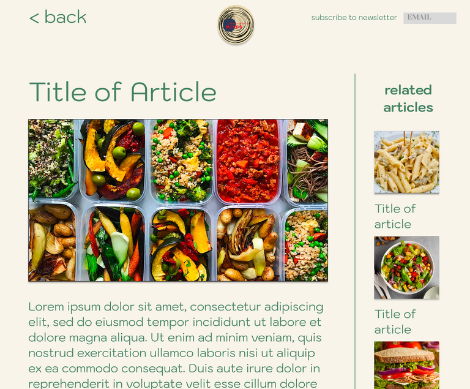 < back
subscribe to newsletter
EMAIL
Title of Article
related
articles
Title of
article
Title of
article
Lorem ipsum dolor sit amet, consectetur adipiscing
elit, sed do eiusmod tempor incididunt ut labore et
dolore magna aliqua. Ut enim ad minim veniam, quis
nostrud exercitation ullamco laboris nisi ut aliquip
ex ea commodo consequat. Duis aute irure dolor in
reprehenderit in voluptate velit esse cillum dolore